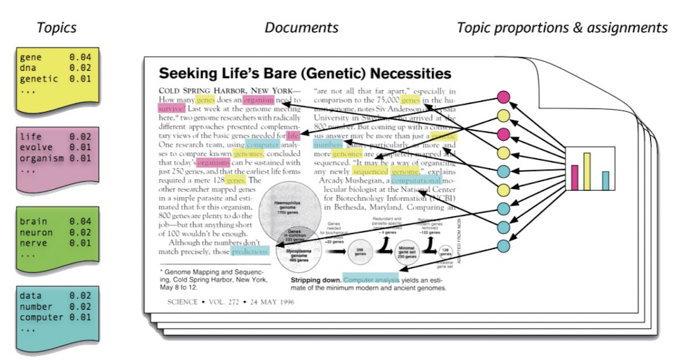 Topics
Documents
Topic proportions & assignments
gene 0.04
dna 0.02
genetic 0.01
...
life 0.02
evolve 0.01
organism 0.01
...
brain 0.04
neuron 0.02
nerve 0.01
...
data 0.02
number 0.02
computer 0.01
...
Seeking Life's Bare (Genetic) Necessities
COLD SPRING HARBOR, NEW YORK—
How many genes does an organism need to
survive? Last week at the genome meeting
here,* two genome researchers with radically
different approaches presented complemen-
tary views of the basic genes needed for life.
One research team, using computer analy-
ses to compare known genomes, concluded
that today's organisms can be sustained with
just 250 genes, and that the earliest life forms
required a mere 128 genes. The
other researcher mapped genes
in a simple parasite and esti-
mated that for this organism,
800 genes are plenty to do the
job—but that anything short
of 100 wouldn't be enough.
Although the numbers don't
match precisely, those predictions
* Genome Mapping and Sequenc-
ing, Cold Spring Harbor, New York,
May 8 to 12.
"are not all that far apart," especially in
comparison to the 75,000 genes in the hu-
man genome, notes Siv Andersson
University in arrived at the
800 number. But coming up with a consen-
sus answer may be more than just a genetic
numbers particularly as more and
more genomes are completely mapped and
sequenced. "It may be a way of organizing
any newly sequenced genome," explains
Arcady Mushegian, a computational mo-
lecular biologist at the National Center
for Biotechnology Information (NCBI)
in Bethesda, Maryland. Comparing an
Haemophilus
genome
1703 genes
Mycoplasma
genome
469 genes
Stripping down. Computer analysis yields an esti-
mate of the minimum modern and ancient genomes.
SCIENCE • VOL. 272 • 24 MAY 1996